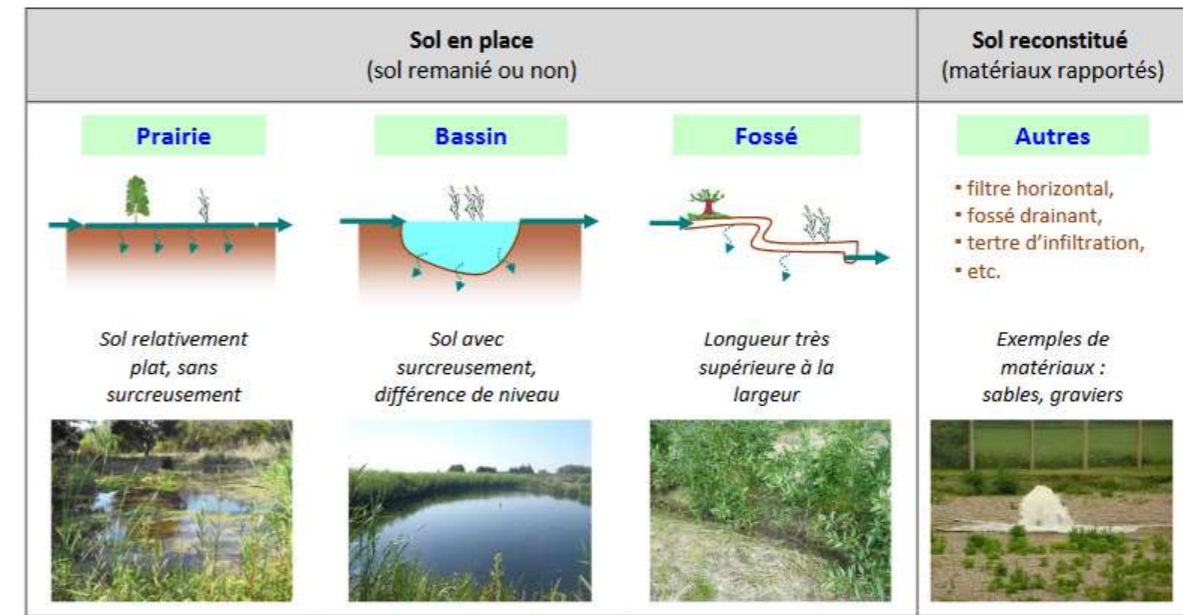 Sol en place
(sol remanié ou non)
Sol reconstitué
(matériaux rapportés)
Prairie
Bassin
Fossé
Autres
▪ filtre horizontal,
▪ fossé drainant,
▪ tertre d’infiltration,
▪ etc.
Sol relativement
plat, sans
surcreusement
Sol avec
surcreusement,
différence de niveau
Longueur très
supérieure à la
largeur
Exemples de
matériaux :
sables, graviers